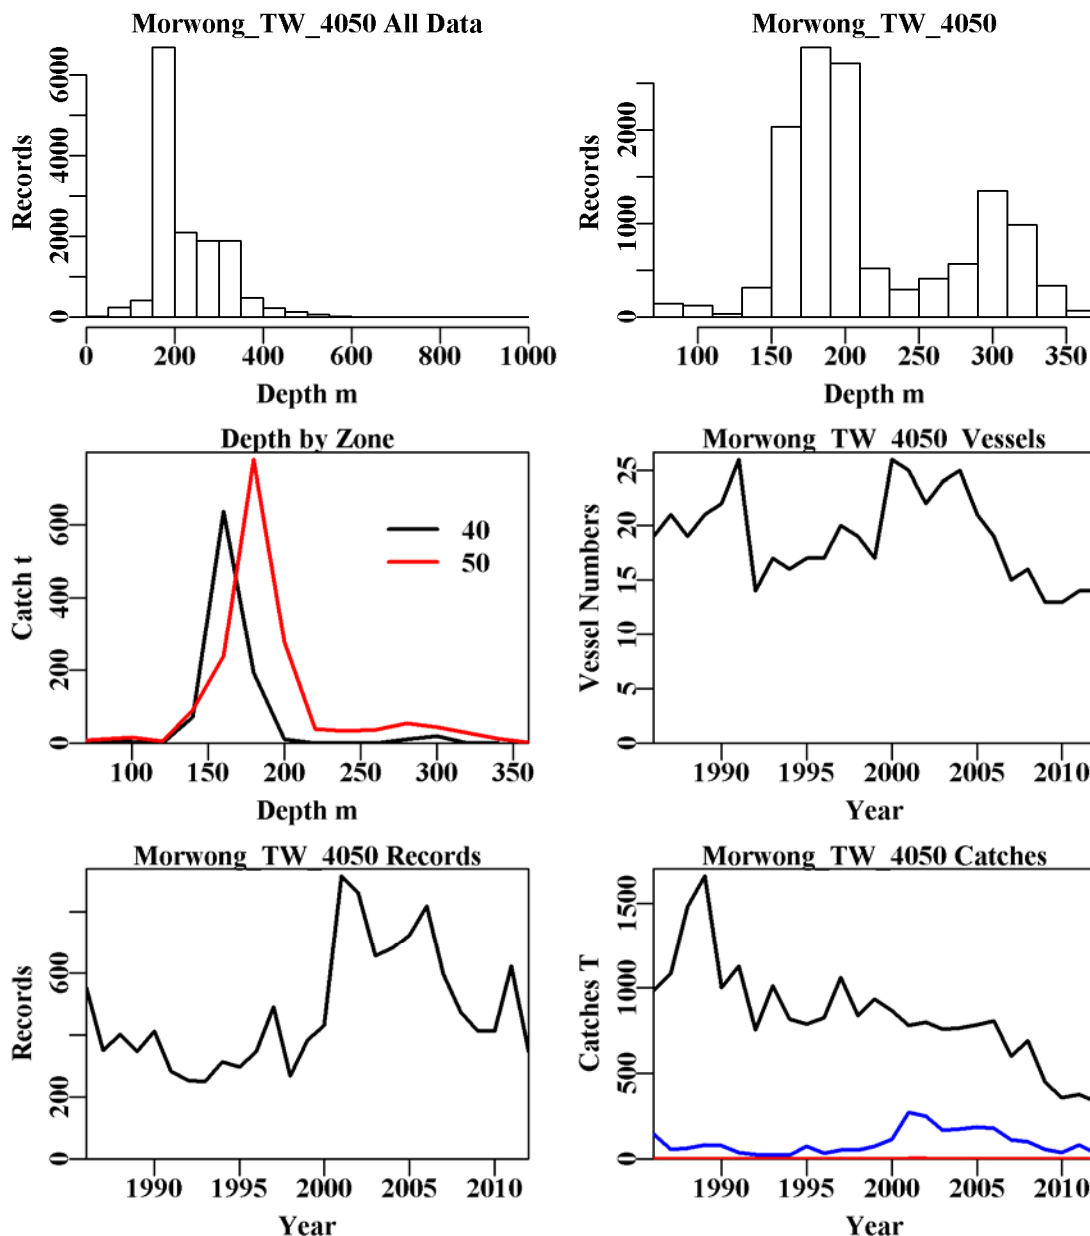 Morwong_TW_4050 All Data
Records
0
2000
4000
6000
0 200 400 600 800 1000
Depth m
Morwong_TW_4050
Records
0
1000
2000
100 150 200 250 300 350
Depth m
Depth by Zone
Catch t
0
200
400
600
40
50
100 150 200 250 300 350
Depth m
Morwong_TW_4050_Vessels
Vessel Numbers
0
5
10
15
20
25
1990 1995 2000 2005 2010
Year
Morwong_TW_4050 Records
Records
0
200
600
1990 1995 2000 2005 2010
Year
Morwong_TW_4050 Catches
Catches T
0
500
1000
1500
1990 1995 2000 2005 2010
Year